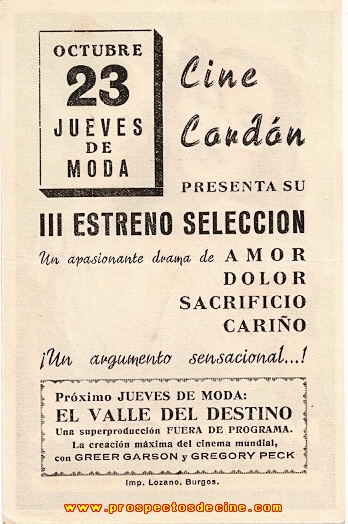 OCTUBRE
23
JUEVES
DE
MODA
Cine
Cordón
PRESENTA SU
III ESTRENO SELECCION
Un apasionante drama de AMOR
DOLOR
SACRIFICIO
CARIÑO
¡Un argumento sensacional...!
Próximo JUEVES DE MODA:
EL VALLE DEL DESTINO
Una superproducción FUERA DE PROGRAMA.
La creación máxima del cinema mundial,
con GREER GARSON y GREGORY PECK
Imp. Lozano. Burgos.
www.prospectosdecine.com